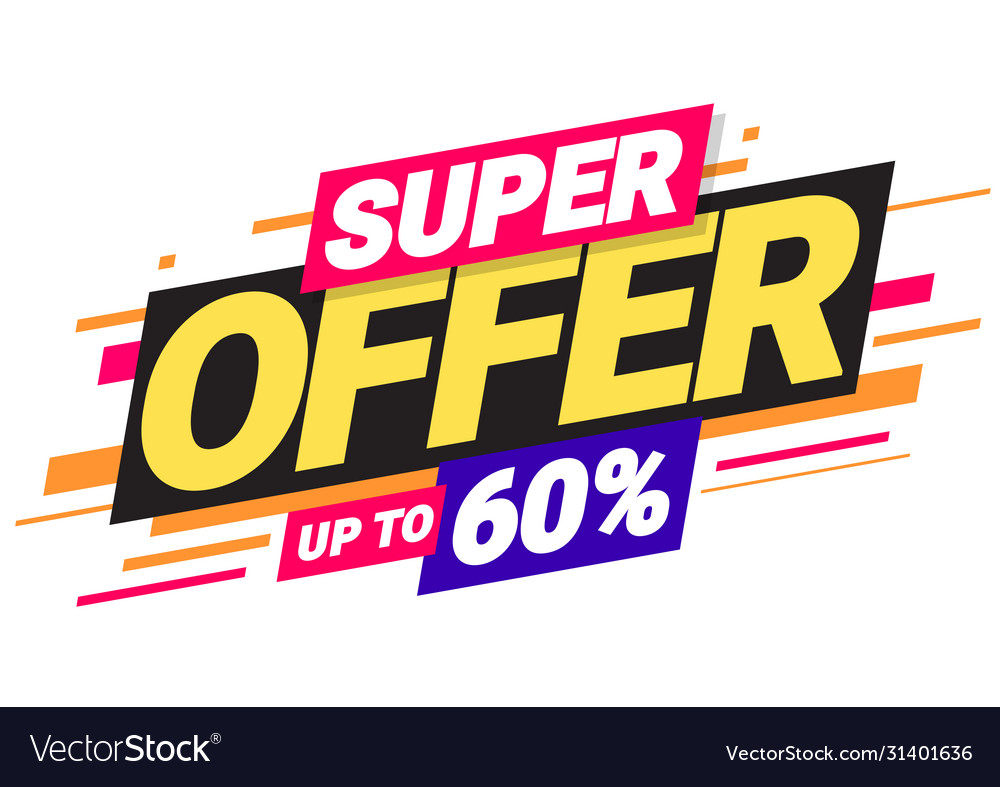 SUPER
OFFER
UP TO 60%
VectorStock®
VectorStock.com/31401636